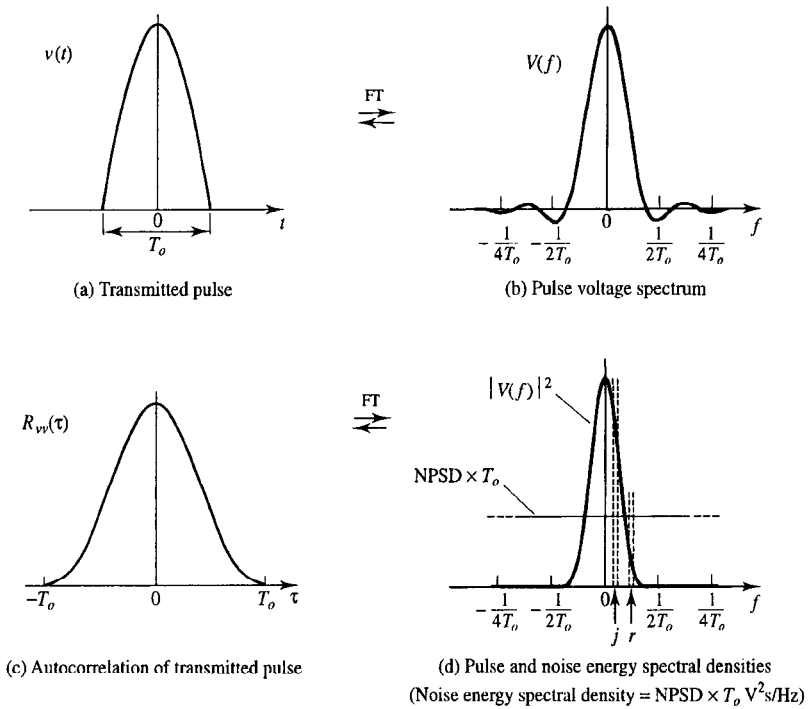 v(t)
0
t
T_o
(a) Transmitted pulse
FT
V(f)
0
f
-1/4T_o
-1/2T_o
1/2T_o
1/4T_o
(b) Pulse voltage spectrum
R_vv(τ)
-T_o
0
T_o
τ
(c) Autocorrelation of transmitted pulse
FT
|V(f)|²
NPSD × T_o
0
f
-1/4T_o
-1/2T_o
1/2T_o
1/4T_o
j
r
(d) Pulse and noise energy spectral densities
(Noise energy spectral density = NPSD × T_o V²s/Hz)